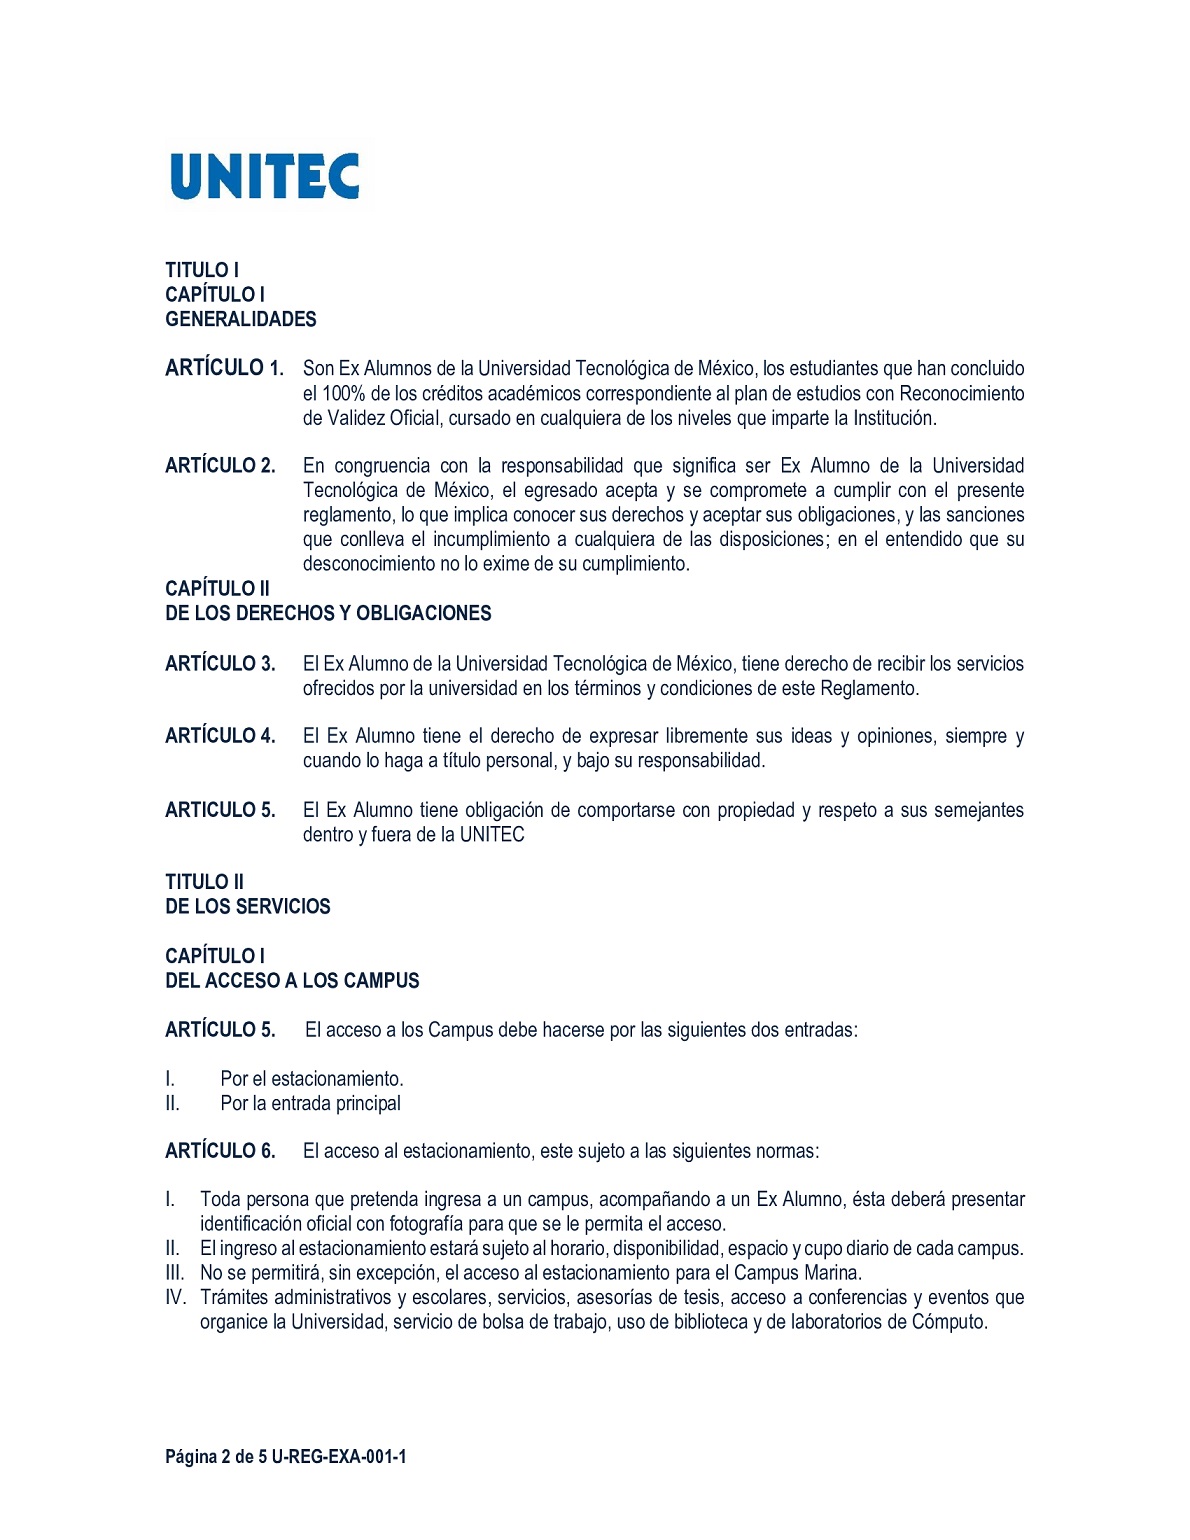 UNITEC
TITULO I
CAPÍTULO I
GENERALIDADES
ARTÍCULO 1. Son Ex Alumnos de la Universidad Tecnológica de México, los estudiantes que han concluido
el 100% de los créditos académicos correspondiente al plan de estudios con Reconocimiento
de Validez Oficial, cursado en cualquiera de los niveles que imparte la Institución.
ARTÍCULO 2. En congruencia con la responsabilidad que significa ser Ex Alumno de la Universidad
Tecnológica de México, el egresado acepta y se compromete a cumplir con el presente
reglamento, lo que implica conocer sus derechos y aceptar sus obligaciones, y las sanciones
que conlleva el incumplimiento a cualquiera de las disposiciones; en el entendido que su
desconocimiento no lo exime de su cumplimiento.
CAPÍTULO II
DE LOS DERECHOS Y OBLIGACIONES
ARTÍCULO 3. El Ex Alumno de la Universidad Tecnológica de México, tiene derecho de recibir los servicios
ofrecidos por la universidad en los términos y condiciones de este Reglamento.
ARTÍCULO 4. El Ex Alumno tiene el derecho de expresar libremente sus ideas y opiniones, siempre y
cuando lo haga a título personal, y bajo su responsabilidad.
ARTICULO 5. El Ex Alumno tiene obligación de comportarse con propiedad y respeto a sus semejantes
dentro y fuera de la UNITEC
TITULO II
DE LOS SERVICIOS
CAPÍTULO I
DEL ACCESO A LOS CAMPUS
ARTÍCULO 5. El acceso a los Campus debe hacerse por las siguientes dos entradas:
I. Por el estacionamiento.
II. Por la entrada principal
ARTÍCULO 6. El acceso al estacionamiento, este sujeto a las siguientes normas:
I. Toda persona que pretenda ingresa a un campus, acompañando a un Ex Alumno, ésta deberá presentar
identificación oficial con fotografía para que se le permita el acceso.
II. El ingreso al estacionamiento estará sujeto al horario, disponibilidad, espacio y cupo diario de cada campus.
III. No se permitirá, sin excepción, el acceso al estacionamiento para el Campus Marina.
IV. Trámites administrativos y escolares, servicios, asesorías de tesis, acceso a conferencias y eventos que
organice la Universidad, servicio de bolsa de trabajo, uso de biblioteca y de laboratorios de Cómputo.
Página 2 de 5 U-REG-EXA-001-1